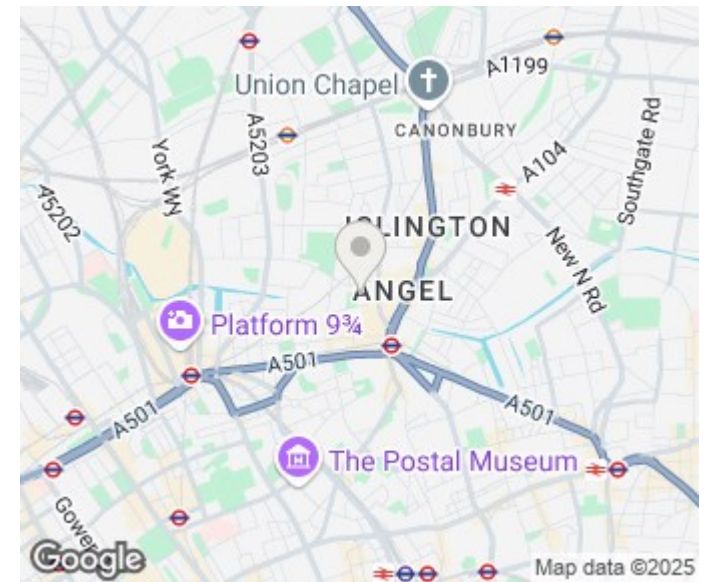 Union Chapel
A1199
CANONBURY
A5203
York WY
A104
Southgate Rd
A5202
ISLINGTON
New N Rd
ANGEL
Platform 9¾
A501
A501
A501
The Postal Museum
Gower
Google
Map data ©2025